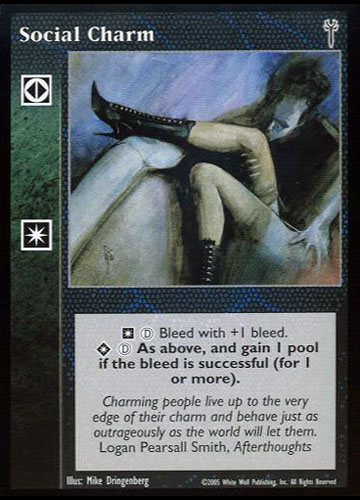 Social Charm
Ⓓ Bleed with +1 bleed.
Ⓓ As above, and gain 1 pool
if the bleed is successful (for 1
or more).
Charming people live up to the very
edge of their charm and behave just as
outrageously as the world will let them.
Logan Pearsall Smith, Afterthoughts
Illus: Mike Dringenberg
©2005 White Wolf Publishing, Inc. All Rights Reserved